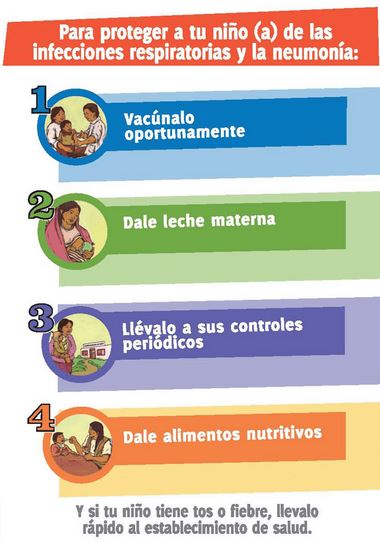 Para proteger a tu niño (a) de las
infecciones respiratorias y la neumonía:
1
Vacúnalo
oportunamente
2
Dale leche materna
3
Llévalo a sus controles
periódicos
4
Dale alimentos nutritivos
Y si tu niño tiene tos o fiebre, llevalo
rápido al establecimiento de salud.